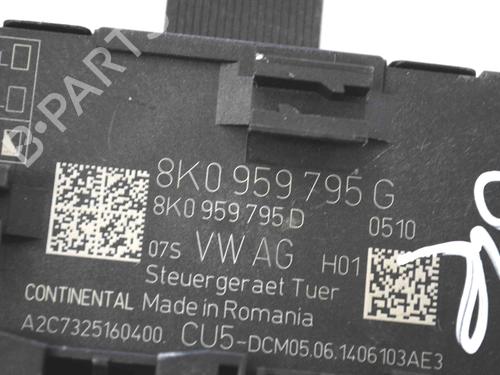 B-PARTS
8K0 959 795 G
8K0 959 795 D 0510
07S VW AG H01
Steuergeraet Tuer
CONTINENTAL Made in Romania
A2C7325160400. CU5-DCM05.06.1406103AE3